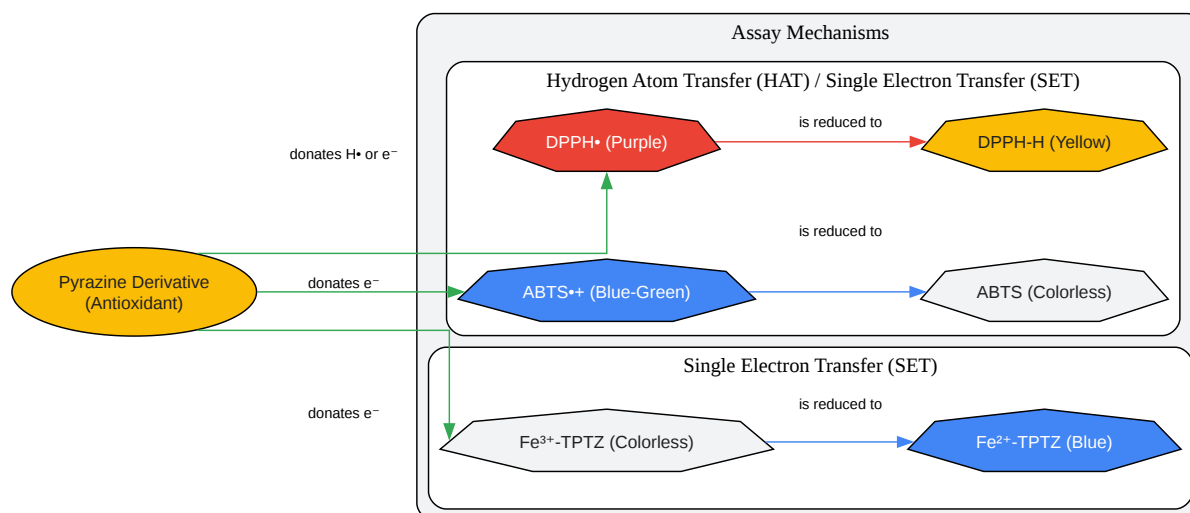 Assay Mechanisms
Hydrogen Atom Transfer (HAT) / Single Electron Transfer (SET)
donates H• or e⁻
DPPH• (Purple)
is reduced to
DPPH-H (Yellow)
Pyrazine Derivative
(Antioxidant)
donates e⁻
ABTS•+ (Blue-Green)
is reduced to
ABTS (Colorless)
Single Electron Transfer (SET)
donates e⁻
Fe³⁺-TPTZ (Colorless)
is reduced to
Fe²⁺-TPTZ (Blue)